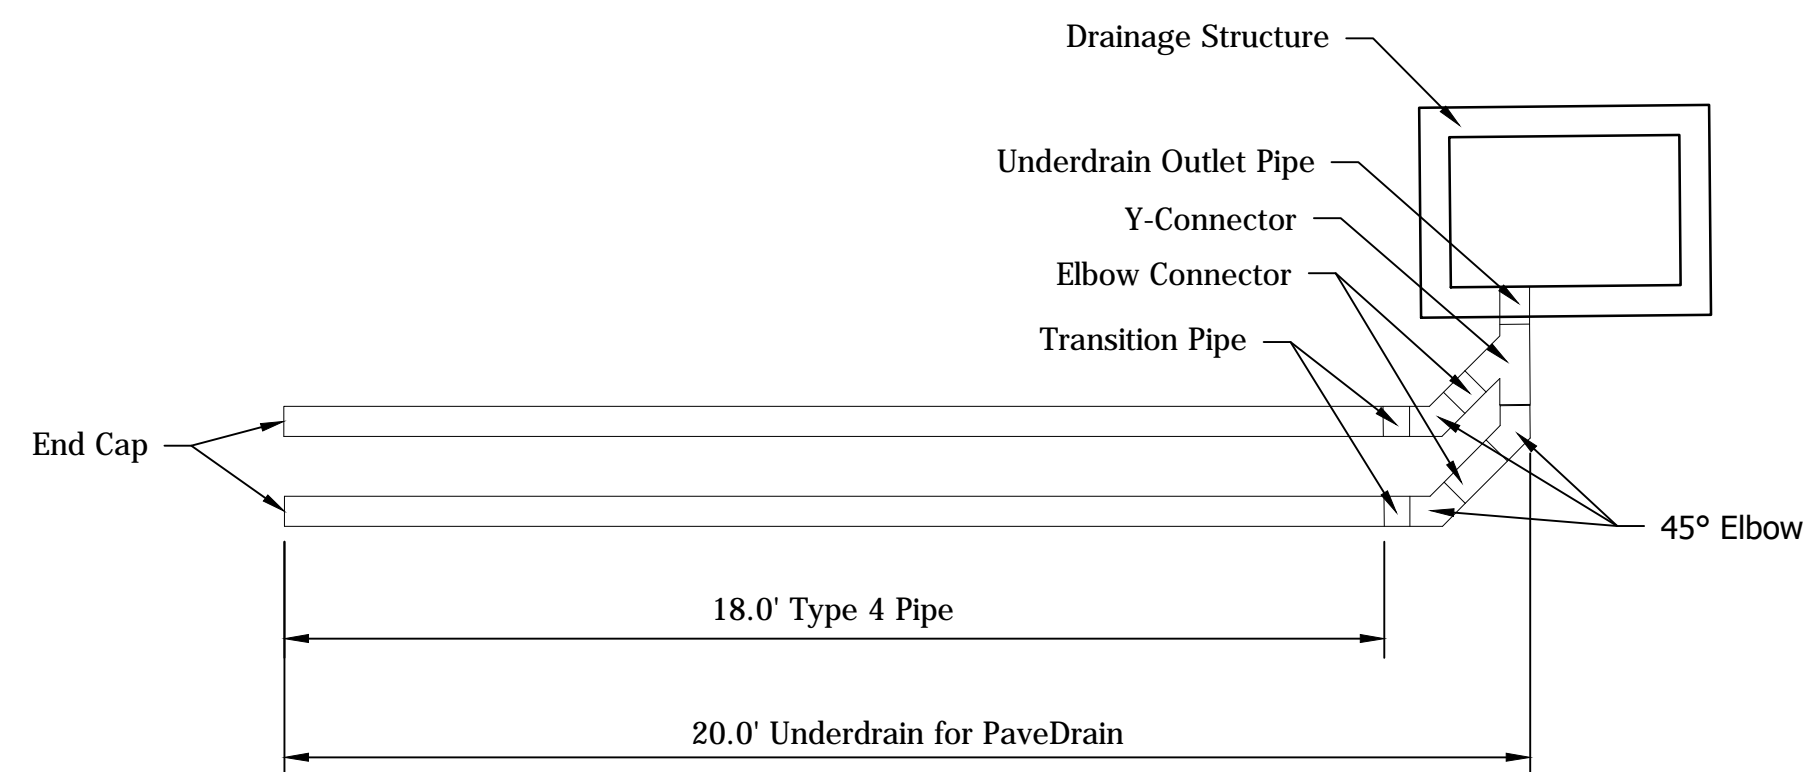 Drainage Structure
Underdrain Outlet Pipe
Y-Connector
Elbow Connector
Transition Pipe
End Cap
45° Elbow
18.0' Type 4 Pipe
20.0' Underdrain for PaveDrain